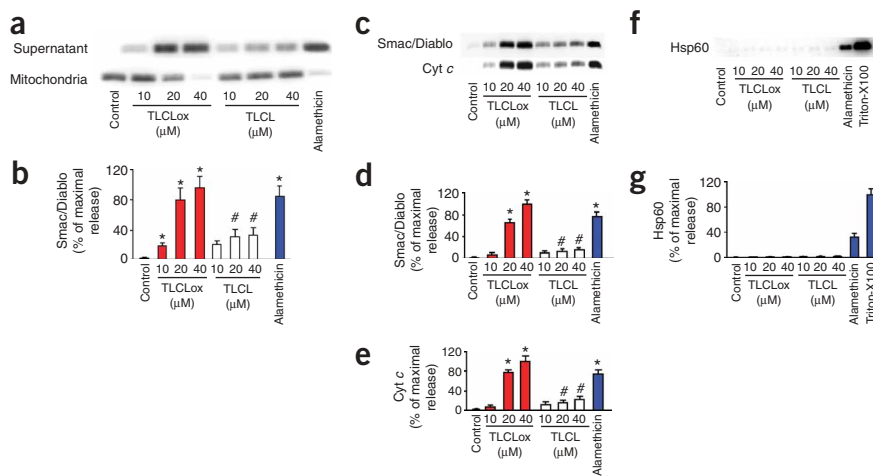 a
Supernatant
Mitochondria
Control
10 20 40 10 20 40
TLCLox TLCL
(μM) (μM)
Alamethicin
b
Smac/Diablo
(% of maximal
release)
120
80
40
0
* * * # # *
Control
10 20 40 10 20 40
TLCLox TLCL
(μM) (μM)
Alamethicin
c
Smac/Diablo
Cyt c
Control
10 20 40 10 20 40
TLCLox TLCL
(μM) (μM)
Alamethicin
d
Smac/Diablo
(% of maximal
release)
120
80
40
0
* * # # *
Control
10 20 40 10 20 40
TLCLox TLCL
(μM) (μM)
Alamethicin
e
Cyt c
(% of maximal
release)
120
80
40
0
* * # # *
Control
10 20 40 10 20 40
TLCLox TLCL
(μM) (μM)
Alamethicin
f
Hsp60
Control
10 20 40 10 20 40
TLCLox TLCL
(μM) (μM)
Alamethicin
Triton-X100
g
Hsp60
(% of maximal
release)
120
80
40
0
Control
10 20 40 10 20 40
TLCLox TLCL
(μM) (μM)
Alamethicin
Triton-X100